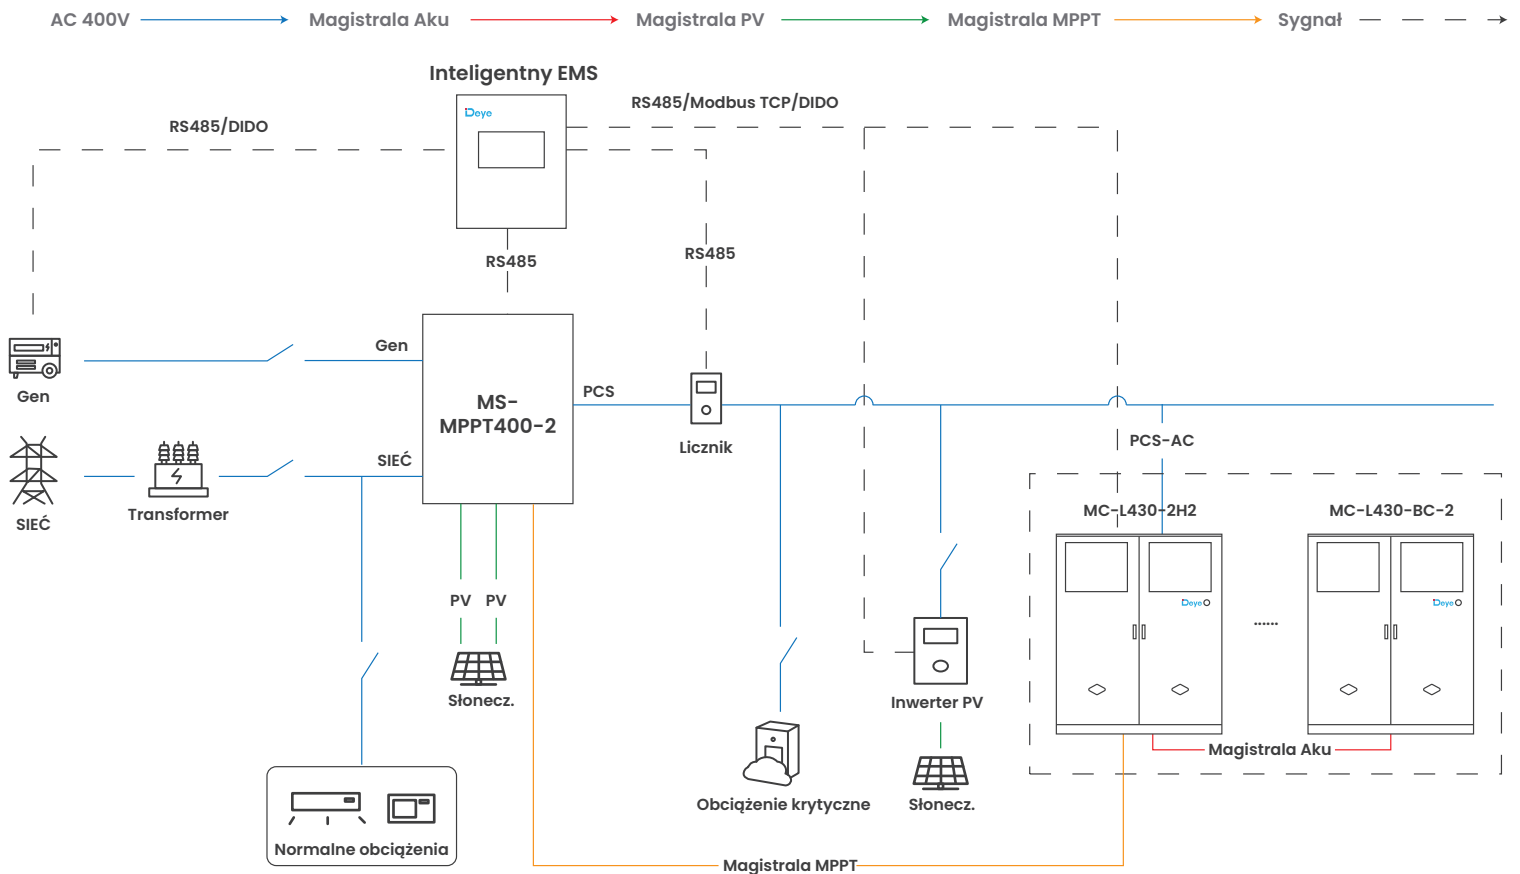 AC 400V
Magistrala Aku
Magistrala PV
Magistrala MPPT
Sygnał
Inteligentny EMS
Deye
RS485/DIDO
RS485/Modbus TCP/DIDO
RS485
RS485
Gen
Gen
MS-
MPPT400-2
PCS
Licznik
SIEĆ
SIEĆ
Transformer
PCS-AC
MC-L430-2H2
MC-L430-BC-2
Deye
Deye
......
PV
PV
Słonecz.
Inwerter PV
Magistrala Aku
Obciążenie krytyczne
Słonecz.
Normalne obciążenia
Magistrala MPPT